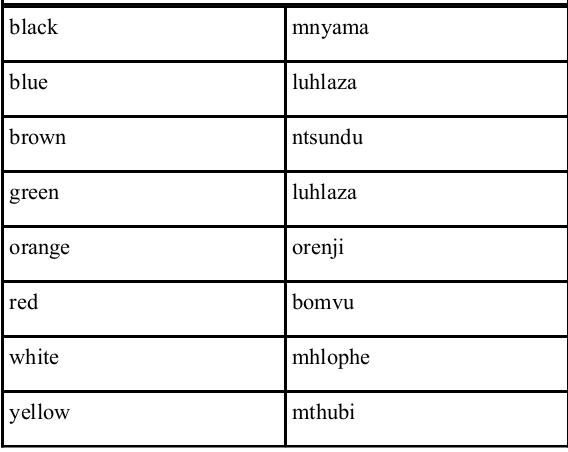 black mnyama
blue luhlaza
brown ntsundu
green luhlaza
orange orenji
red bomvu
white mhlophe
yellow mthubi